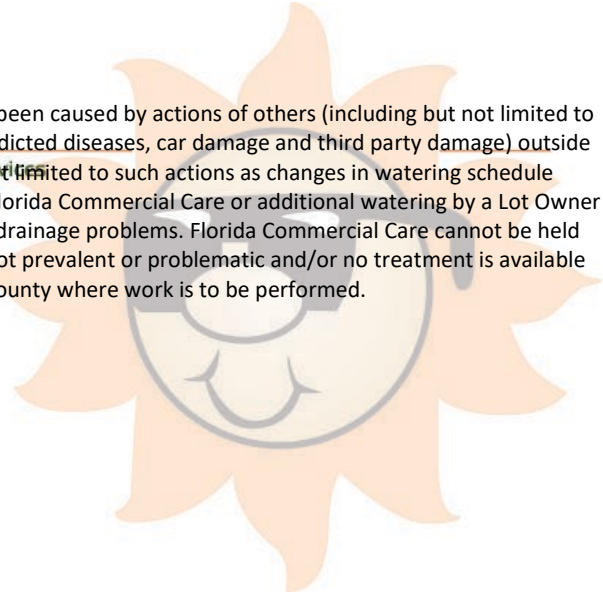 been caused by actions of others (including but not limited to
dicted diseases, car damage and third party damage) outside
t limited to such actions as changes in watering schedule
lorida Commercial Care or additional watering by a Lot Owner
drainage problems. Florida Commercial Care cannot be held
ot prevalent or problematic and/or no treatment is available
ounty where work is to be performed.